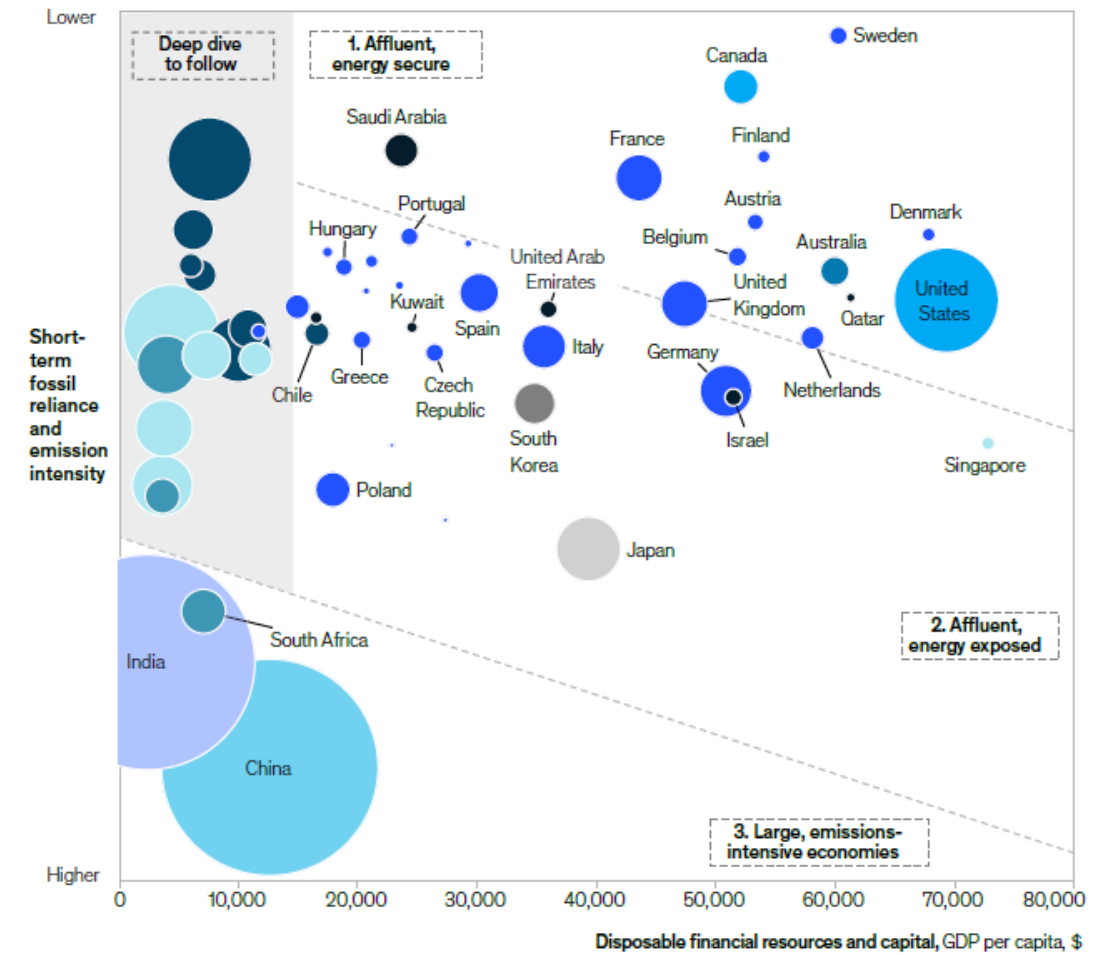 Lower
Deep dive
to follow
1. Affluent,
energy secure
Sweden
Canada
Saudi Arabia
France
Finland
Portugal
Austria
Denmark
Hungary
Belgium
Australia
United Arab
Emirates
United
Kingdom
United
States
Kuwait
Qatar
Spain
Short-
term
fossil
reliance
and
emission
intensity
Italy
Germany
Greece
Chile
Czech
Republic
Netherlands
South
Korea
Israel
Singapore
Poland
Japan
2. Affluent,
energy exposed
South Africa
India
China
3. Large, emissions-
intensive economies
Higher
0 10,000 20,000 30,000 40,000 50,000 60,000 70,000 80,000
Disposable financial resources and capital, GDP per capita, $